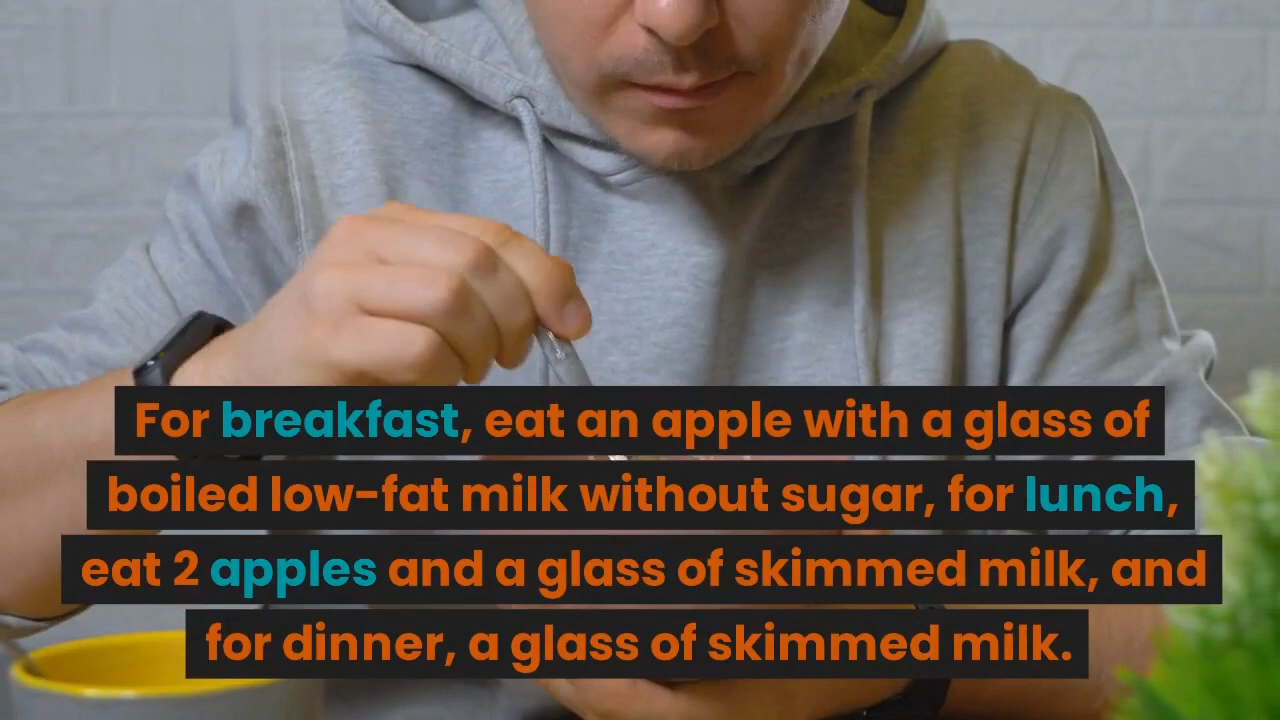 For breakfast, eat an apple with a glass of
boiled low-fat milk without sugar, for lunch,
eat 2 apples and a glass of skimmed milk, and
for dinner, a glass of skimmed milk.